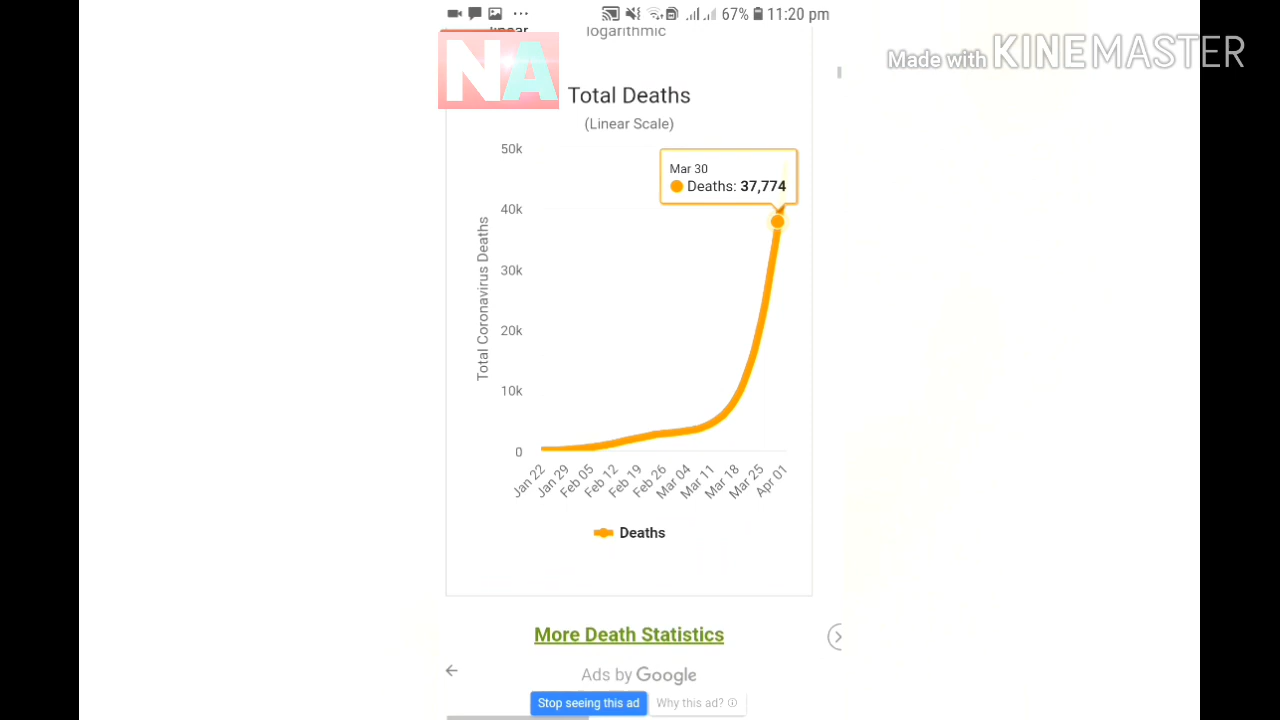 67% 11:20 pm
linear logarithmic
NA
Made with KINEMASTER
Total Deaths
(Linear Scale)
50k
Mar 30
Deaths: 37,774
40k
Total Coronavirus Deaths
30k
20k
10k
0
Jan 22 Jan 29 Feb 05 Feb 12 Feb 19 Feb 26 Mar 04 Mar 11 Mar 18 Mar 25 Apr 01
Deaths
More Death Statistics
Ads by Google
Stop seeing this ad Why this ad?